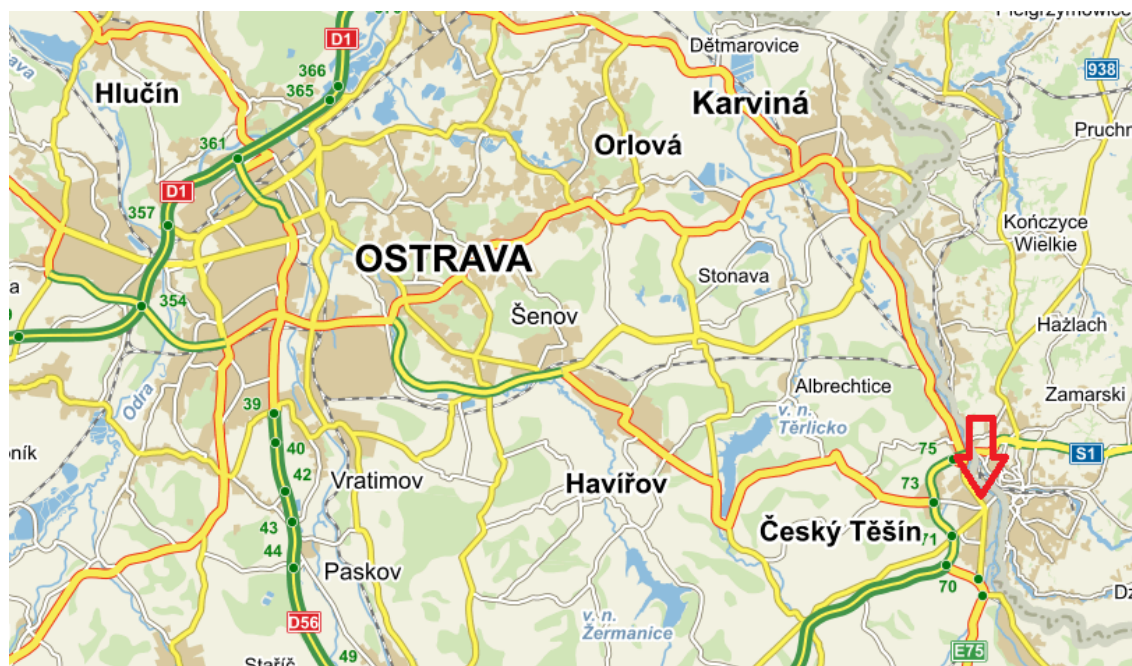 D1
Dětmarovice
938
366
365
Hlučín
Karviná
361
Orlová
D1
357
Kończyce
Wielkie
OSTRAVA
Stonava
354
Šenov
Hażlach
Albrechtice
Zamarski
Odra
39
v. n.
Těrlicko
75
S1
40
42
Vratimov
Havířov
73
43
Český Těšín
71
44
Paskov
70
D56
v. n.
Žermanice
E75
49